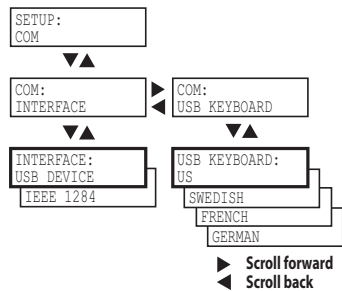 SETUP:
COM
COM:
INTERFACE
COM:
USB KEYBOARD
INTERFACE:
USB DEVICE
IEEE 1284
USB KEYBOARD:
US
SWEDISH
FRENCH
GERMAN
Scroll forward
Scroll back